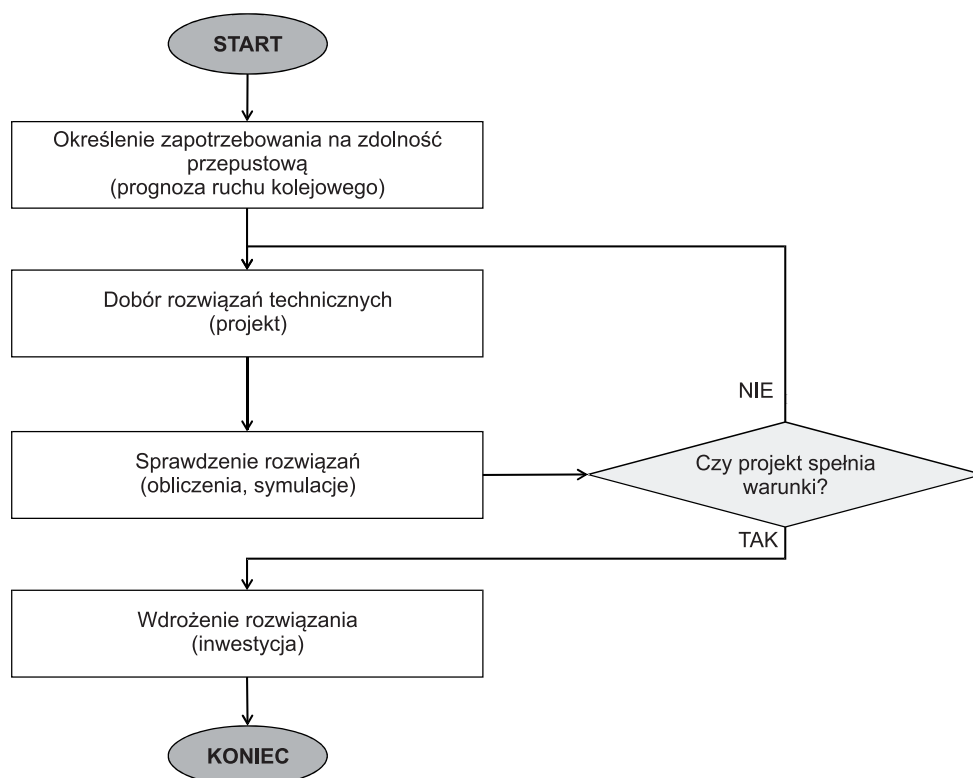 START
Określenie zapotrzebowania na zdolność
przepustową
(prognoza ruchu kolejowego)
Dobór rozwiązań technicznych
(projekt)
NIE
Sprawdzenie rozwiązań
(obliczenia, symulacje)
Czy projekt spełnia
warunki?
TAK
Wdrożenie rozwiązania
(inwestycja)
KONIEC